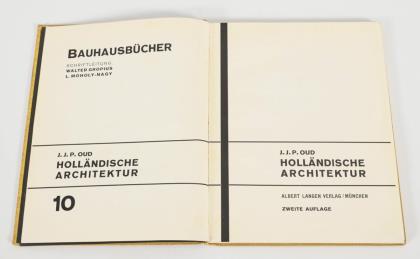 BAUHAUSBÜCHER
SCHRIFTLEITUNG
WALTER GROPIUS
L. MOHOLY-NAGY
J. J. P. OUD
HOLLÄNDISCHE
ARCHITEKTUR
10
J. J. P. OUD
HOLLÄNDISCHE
ARCHITEKTUR
ALBERT LANGEN VERLAG / MÜNCHEN
ZWEITE AUFLAGE